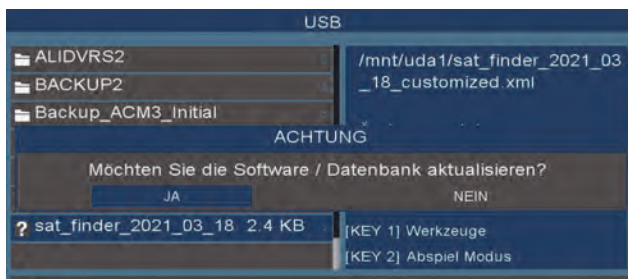 USB
ALIDVRS2
BACKUP2
Backup_ACM3_Initial
/mnt/uda1/sat_finder_2021_03
_18_customized.xml
ACHTUNG
Möchten Sie die Software / Datenbank aktualisieren?
JA
NEIN
? sat_finder_2021_03_18 2.4 KB
[KEY 1] Werkzeuge
[KEY 2] Abspiel Modus